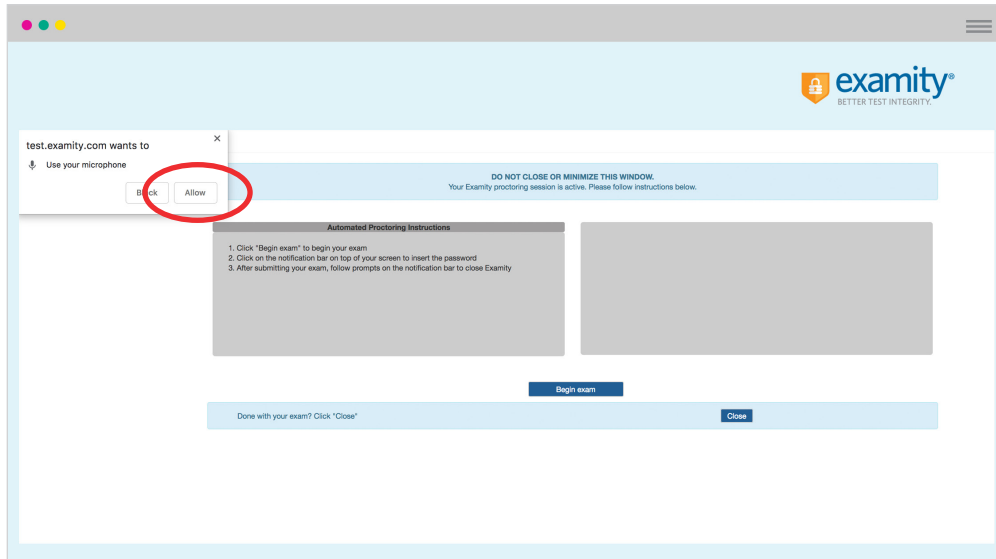 examity®
BETTER TEST INTEGRITY.
test.examity.com wants to
Use your microphone
Block
Allow
DO NOT CLOSE OR MINIMIZE THIS WINDOW.
Your Examity proctoring session is active. Please follow instructions below.
Automated Proctoring Instructions
1. Click "Begin exam" to begin your exam
2. Click on the notification bar on top of your screen to insert the password
3. After submitting your exam, follow prompts on the notification bar to close Examity
Begin exam
Done with your exam? Click "Close"
Close